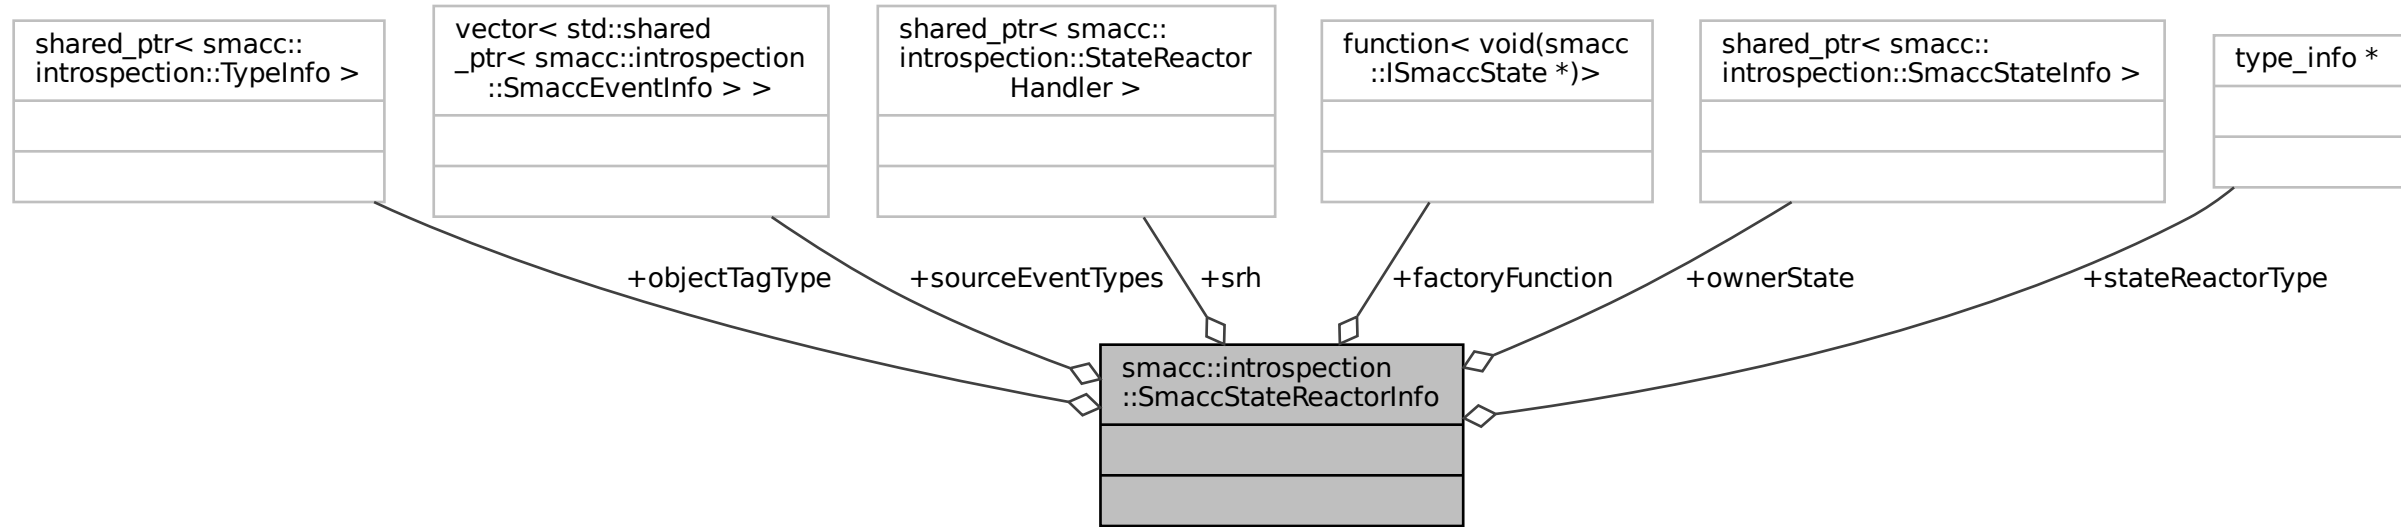 shared_ptr< smacc::
introspection::TypeInfo >
vector< std::shared
_ptr< smacc::introspection
::SmaccEventInfo > >
shared_ptr< smacc::
introspection::StateReactor
Handler >
function< void(smacc
::ISmaccState *)>
shared_ptr< smacc::
introspection::SmaccStateInfo >
type_info *
+objectTagType
+sourceEventTypes
+srh
+factoryFunction
+ownerState
+stateReactorType
smacc::introspection
::SmaccStateReactorInfo